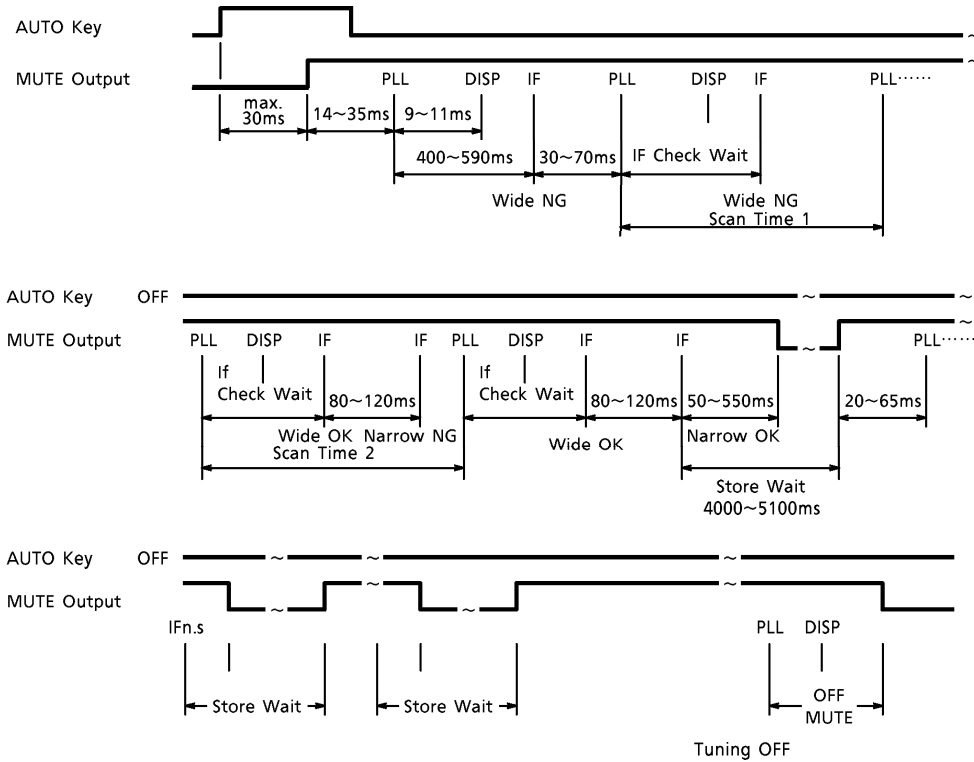 AUTO Key
MUTE Output
PLL DISP IF PLL DISP IF PLL……
max.
30ms
14~35ms 9~11ms
400~590ms 30~70ms IF Check Wait
Wide NG Wide NG
Scan Time 1
AUTO Key OFF
MUTE Output
PLL DISP IF IF PLL DISP IF IF PLL……
If
Check Wait
80~120ms
If
Check Wait
80~120ms 50~550ms 20~65ms
Wide OK Narrow NG
Scan Time 2
Wide OK
Narrow OK
Store Wait
4000~5100ms
AUTO Key OFF
MUTE Output
IFn.s PLL DISP
Store Wait Store Wait
OFF
MUTE
Tuning OFF